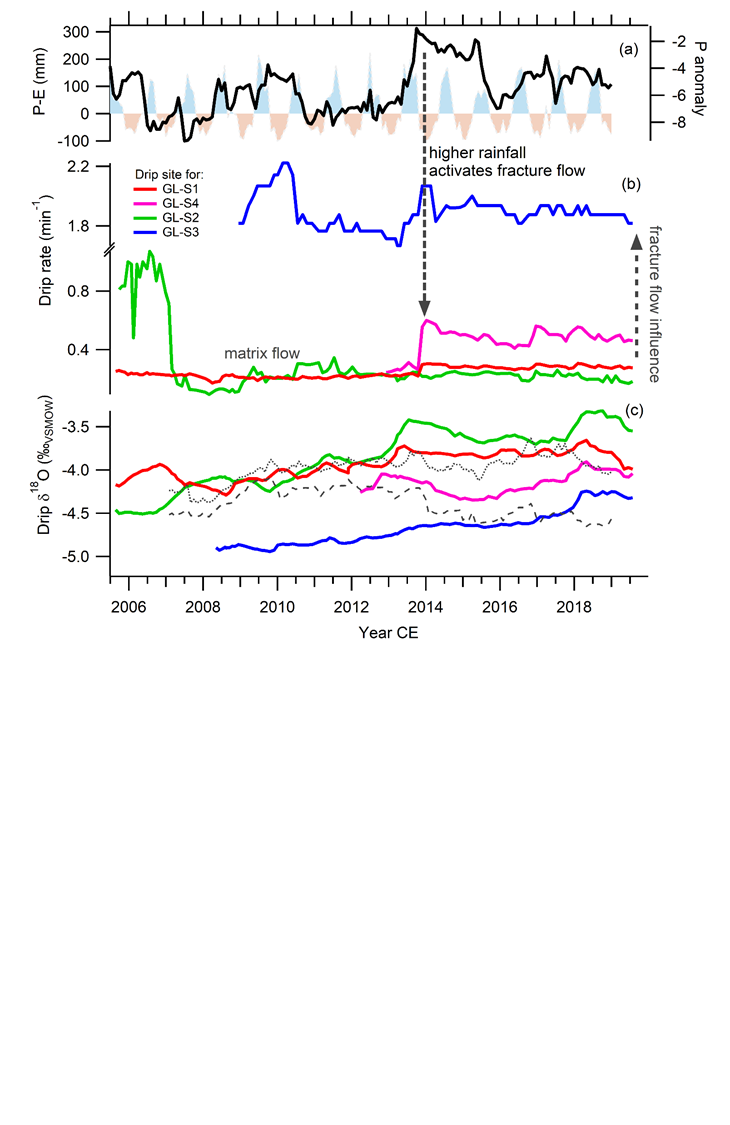 300
200
100
0
-100
P-E (mm)
(a)
-2
-4
-6
-8
P anomaly
higher rainfall
activates fracture flow
2.2
1.8
0.8
0.4
Drip rate (min⁻¹)
Drip site for:
GL-S1
GL-S4
GL-S2
GL-S3
(b)
matrix flow
fracture flow influence
-3.5
-4.0
-4.5
-5.0
Drip δ¹⁸O (‰VSMOW)
(c)
2006 2008 2010 2012 2014 2016 2018
Year CE